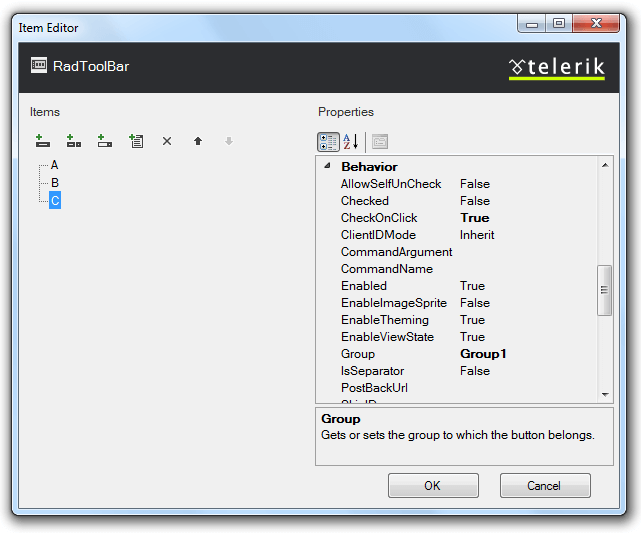 Item Editor
RadToolBar
telerik
Items
Properties
A
B
C
A
Z
Behavior
AllowSelfUnCheck False
Checked False
CheckOnClick True
ClientIDMode Inherit
CommandArgument
CommandName
Enabled True
EnableImageSprite False
EnableTheming True
EnableViewState True
Group Group1
IsSeparator False
PostBackUrl
Group
Gets or sets the group to which the button belongs.
OK
Cancel